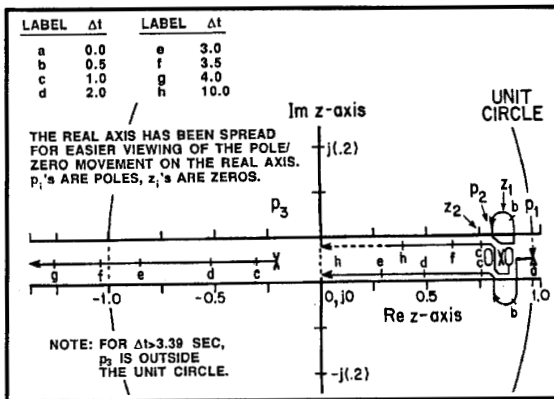 LABEL Δt LABEL Δt
a 0.0 e 3.0
b 0.5 f 3.5
c 1.0 g 4.0
d 2.0 h 10.0
THE REAL AXIS HAS BEEN SPREAD
FOR EASIER VIEWING OF THE POLE/
ZERO MOVEMENT ON THE REAL AXIS.
pᵢ's ARE POLES, zᵢ's ARE ZEROS.
Im z-axis
UNIT
CIRCLE
j(.2)
p₃
z₂ p₂ z₁ p₁
b
h h f c
g f e d c
h e d c a
-1.0 -0.5 0,j0 0.5 1.0
Re z-axis
b
NOTE: FOR Δt>3.39 SEC,
p₃ IS OUTSIDE
THE UNIT CIRCLE.
-j(.2)